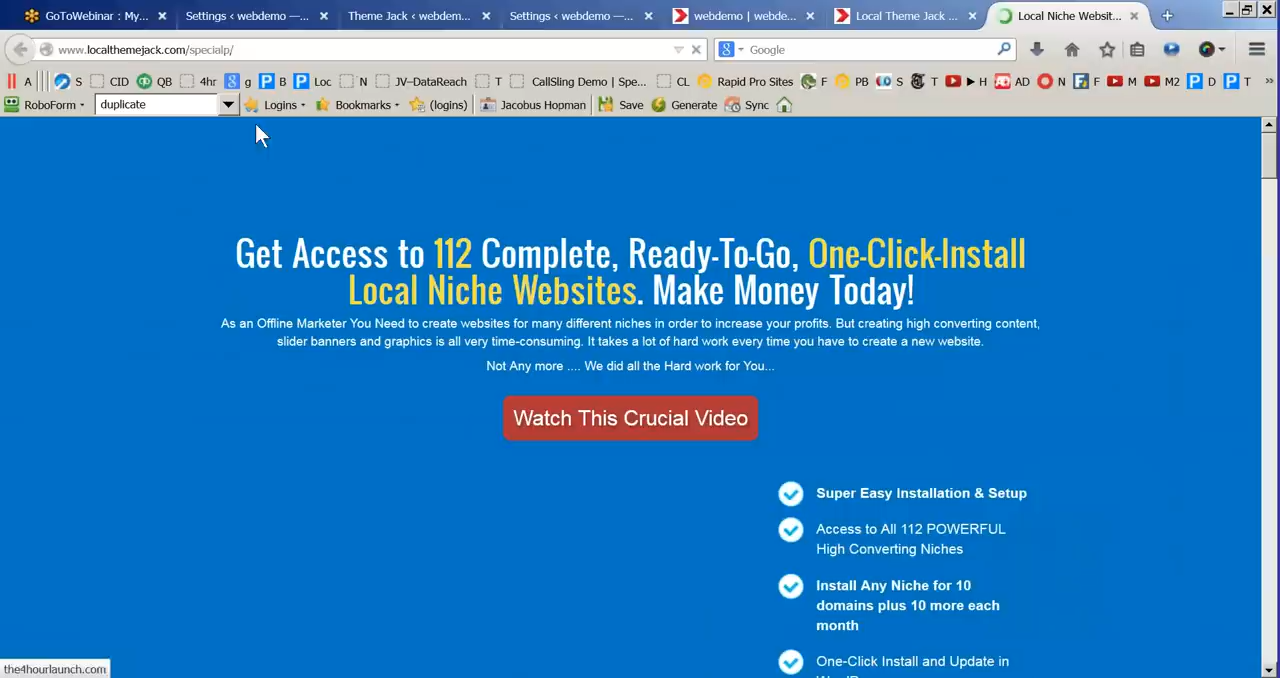 GoToWebinar : My...
Settings ‹ webdemo —...
Theme Jack ‹ webdem...
Settings ‹ webdemo —...
webdemo | webde...
Local Theme Jack ...
Local Niche Websit...
www.localthemejack.com/specialp/
Google
A S CID QB 4hr g B Loc N JV-DataReach T CallSling Demo | Spe... CL Rapid Pro Sites F PB S T H AD N F M M2 D T
RoboForm duplicate Logins Bookmarks (logins) Jacobus Hopman Save Generate Sync
Get Access to 112 Complete, Ready-To-Go, One-Click-Install
Local Niche Websites. Make Money Today!
As an Offline Marketer You Need to create websites for many different niches in order to increase your profits. But creating high converting content,
slider banners and graphics is all very time-consuming. It takes a lot of hard work every time you have to create a new website.
Not Any more .... We did all the Hard work for You...
Watch This Crucial Video
Super Easy Installation & Setup
Access to All 112 POWERFUL
High Converting Niches
Install Any Niche for 10
domains plus 10 more each
month
One-Click Install and Update in
the4hourlaunch.com